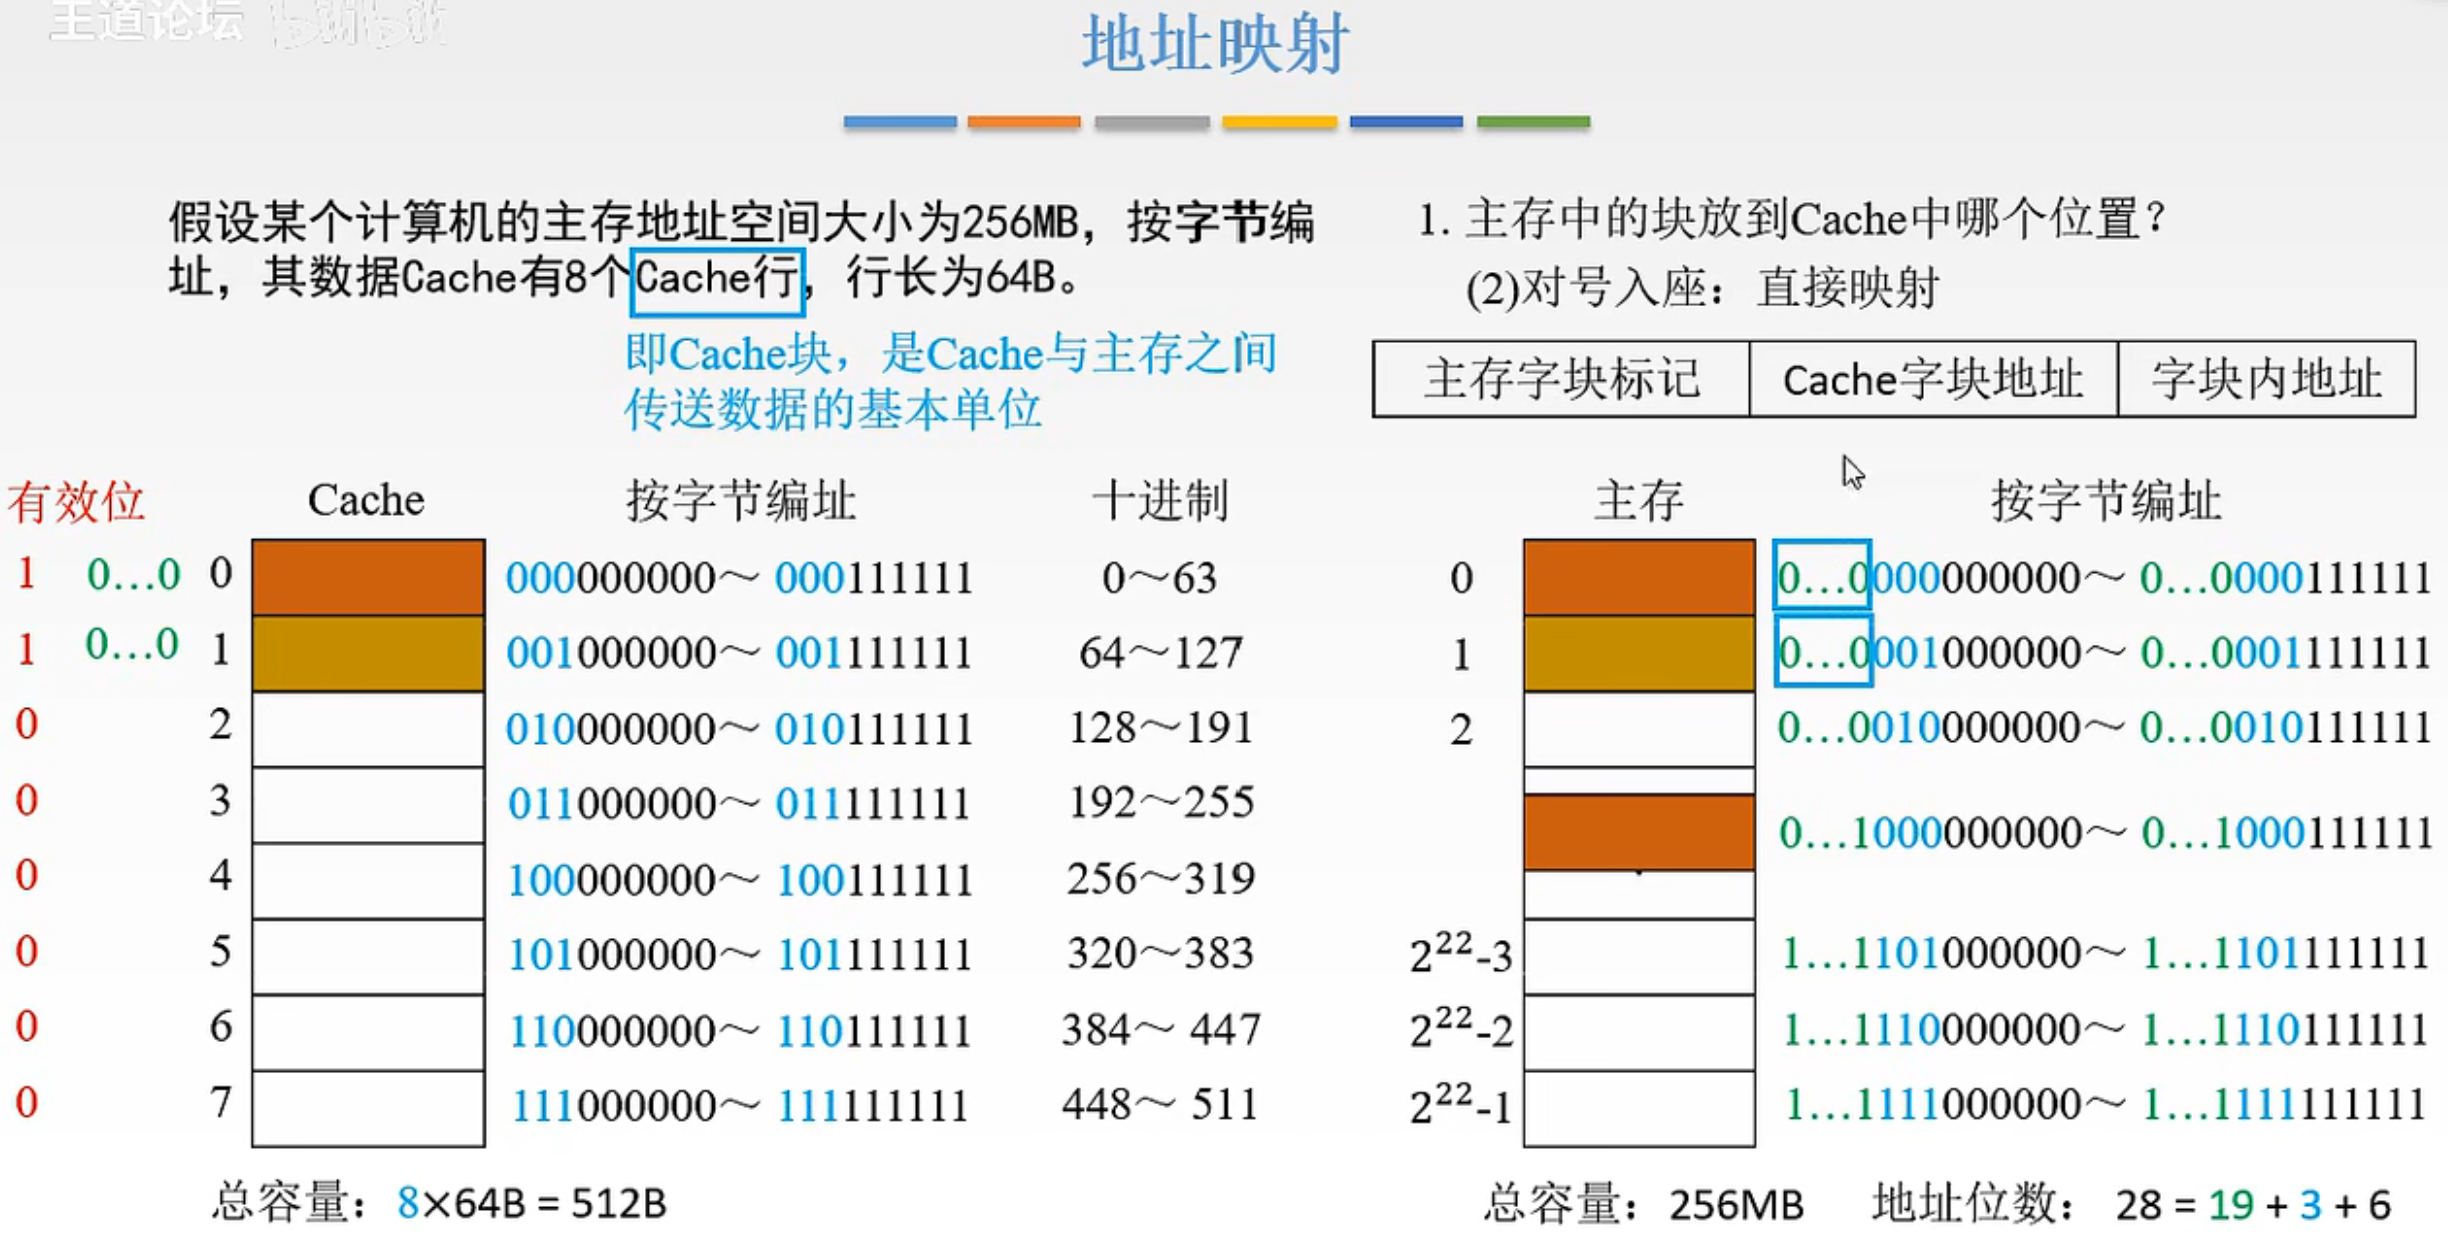 王道论坛 bilibili
地址映射
假设某个计算机的主存地址空间大小为256MB，按字节编
址，其数据Cache有8个Cache行，行长为64B。
即Cache块，是Cache与主存之间
传送数据的基本单位
1. 主存中的块放到Cache中哪个位置？
(2)对号入座：直接映射
主存字块标记 Cache字块地址 字块内地址
有效位 Cache 按字节编址 十进制
1 0…0 0 000000000～ 000111111 0～63
1 0…0 1 001000000～ 001111111 64～127
0 2 010000000～ 010111111 128～191
0 3 011000000～ 011111111 192～255
0 4 100000000～ 100111111 256～319
0 5 101000000～ 101111111 320～383
0 6 110000000～ 110111111 384～ 447
0 7 111000000～ 111111111 448～ 511
总容量：8×64B = 512B
主存 按字节编址
0 0…0000000000～ 0…0000111111
1 0…0001000000～ 0…0001111111
2 0…0010000000～ 0…0010111111
0…1000000000～ 0…1000111111
2²²-3 1…1101000000～ 1…1101111111
2²²-2 1…1110000000～ 1…1110111111
2²²-1 1…1111000000～ 1…1111111111
总容量：256MB 地址位数： 28 = 19 + 3 + 6